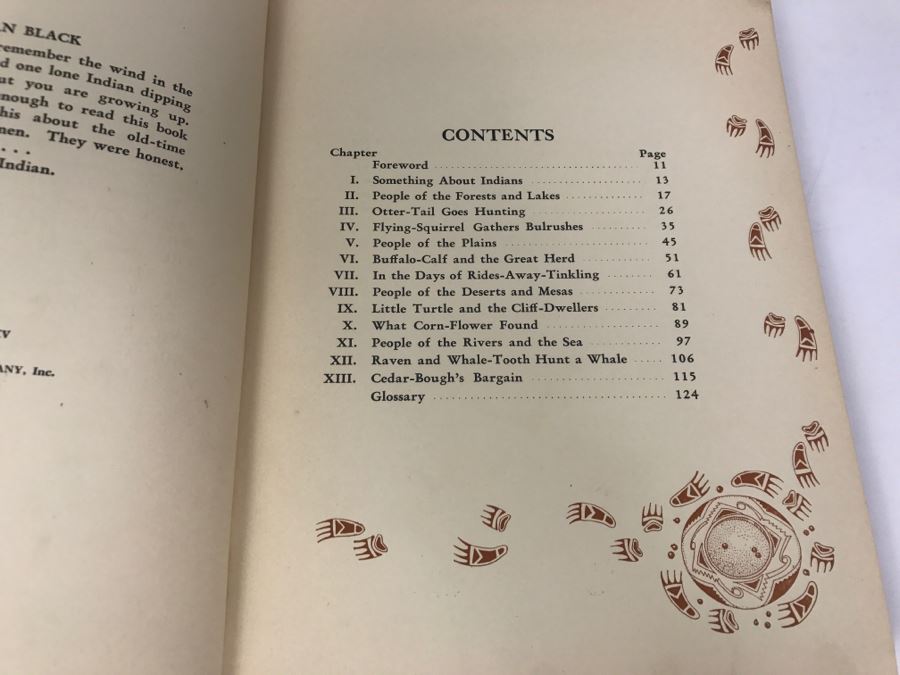 BLACK
remember the wind in the
one lone Indian dipping
you are growing up.
enough to read this book
this about the old-time
men. They were honest.
. . . .
Indian.
IV
ANY, Inc.
CONTENTS
Chapter Page
Foreword 11
I. Something About Indians 13
II. People of the Forests and Lakes 17
III. Otter-Tail Goes Hunting 26
IV. Flying-Squirrel Gathers Bulrushes 35
V. People of the Plains 45
VI. Buffalo-Calf and the Great Herd 51
VII. In the Days of Rides-Away-Tinkling 61
VIII. People of the Deserts and Mesas 73
IX. Little Turtle and the Cliff-Dwellers 81
X. What Corn-Flower Found 89
XI. People of the Rivers and the Sea 97
XII. Raven and Whale-Tooth Hunt a Whale 106
XIII. Cedar-Bough's Bargain 115
Glossary 124